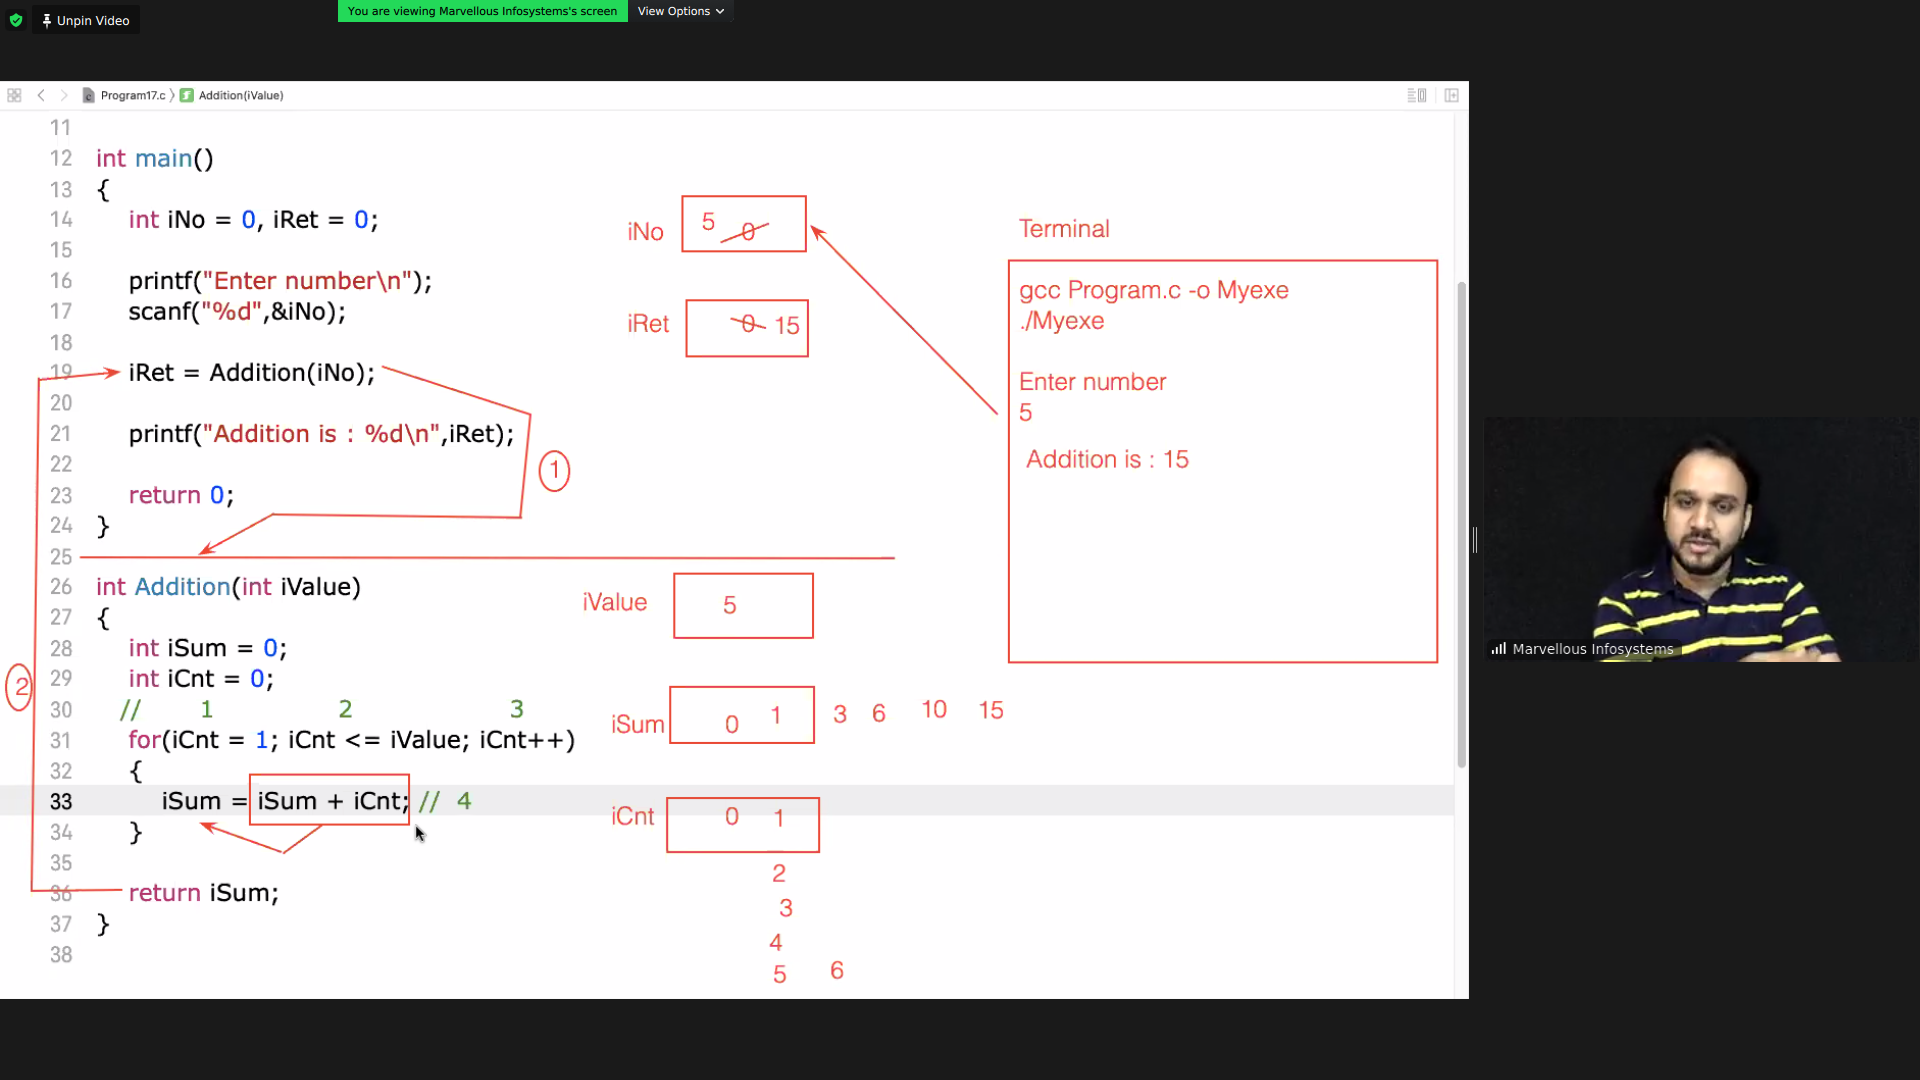 Unpin Video
You are viewing Marvellous Infosystems's screen
View Options
Program17.c
Addition(iValue)
11
12 int main()
13 {
14 int iNo = 0, iRet = 0;
15
16 printf("Enter number\n");
17 scanf("%d",&iNo);
18
19 iRet = Addition(iNo);
20
21 printf("Addition is : %d\n",iRet);
22
23 return 0;
24 }
25
26 int Addition(int iValue)
27 {
28 int iSum = 0;
29 int iCnt = 0;
30 // 1 2 3
31 for(iCnt = 1; iCnt <= iValue; iCnt++)
32 {
33 iSum = iSum + iCnt; // 4
34 }
35
36 return iSum;
37 }
38
1
2
iNo 5 0
iRet 0 15
iValue 5
iSum 0 1 3 6 10 15
iCnt 0 1
2
3
4
5 6
Terminal
gcc Program.c -o Myexe
./Myexe
Enter number
5
Addition is : 15
Marvellous Infosystems